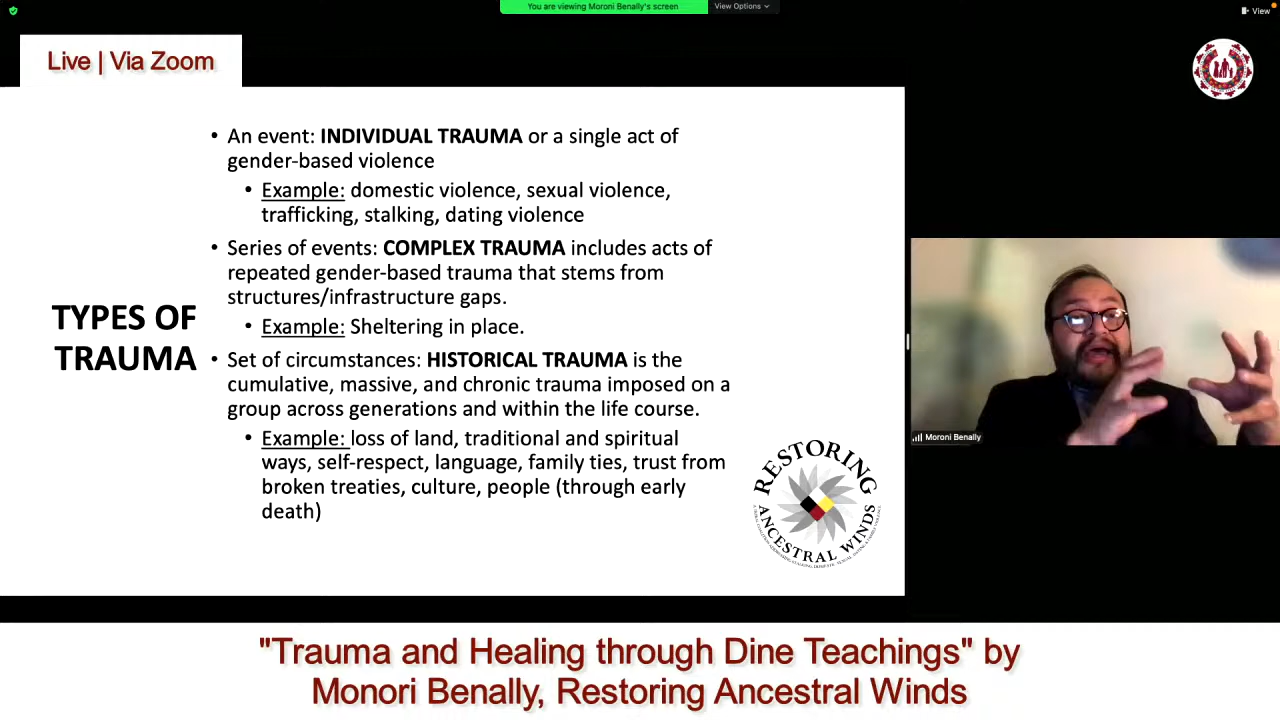 You are viewing Moroni Benally's screen
View Options
View
Live | Via Zoom
TYPES OF
TRAUMA
• An event: INDIVIDUAL TRAUMA or a single act of
gender-based violence
• Example: domestic violence, sexual violence,
trafficking, stalking, dating violence
• Series of events: COMPLEX TRAUMA includes acts of
repeated gender-based trauma that stems from
structures/infrastructure gaps.
• Example: Sheltering in place.
• Set of circumstances: HISTORICAL TRAUMA is the
cumulative, massive, and chronic trauma imposed on a
group across generations and within the life course.
• Example: loss of land, traditional and spiritual
ways, self-respect, language, family ties, trust from
broken treaties, culture, people (through early
death)
RESTORING
ANCESTRAL WINDS
Moroni Benally
"Trauma and Healing through Dine Teachings" by
Monori Benally, Restoring Ancestral Winds